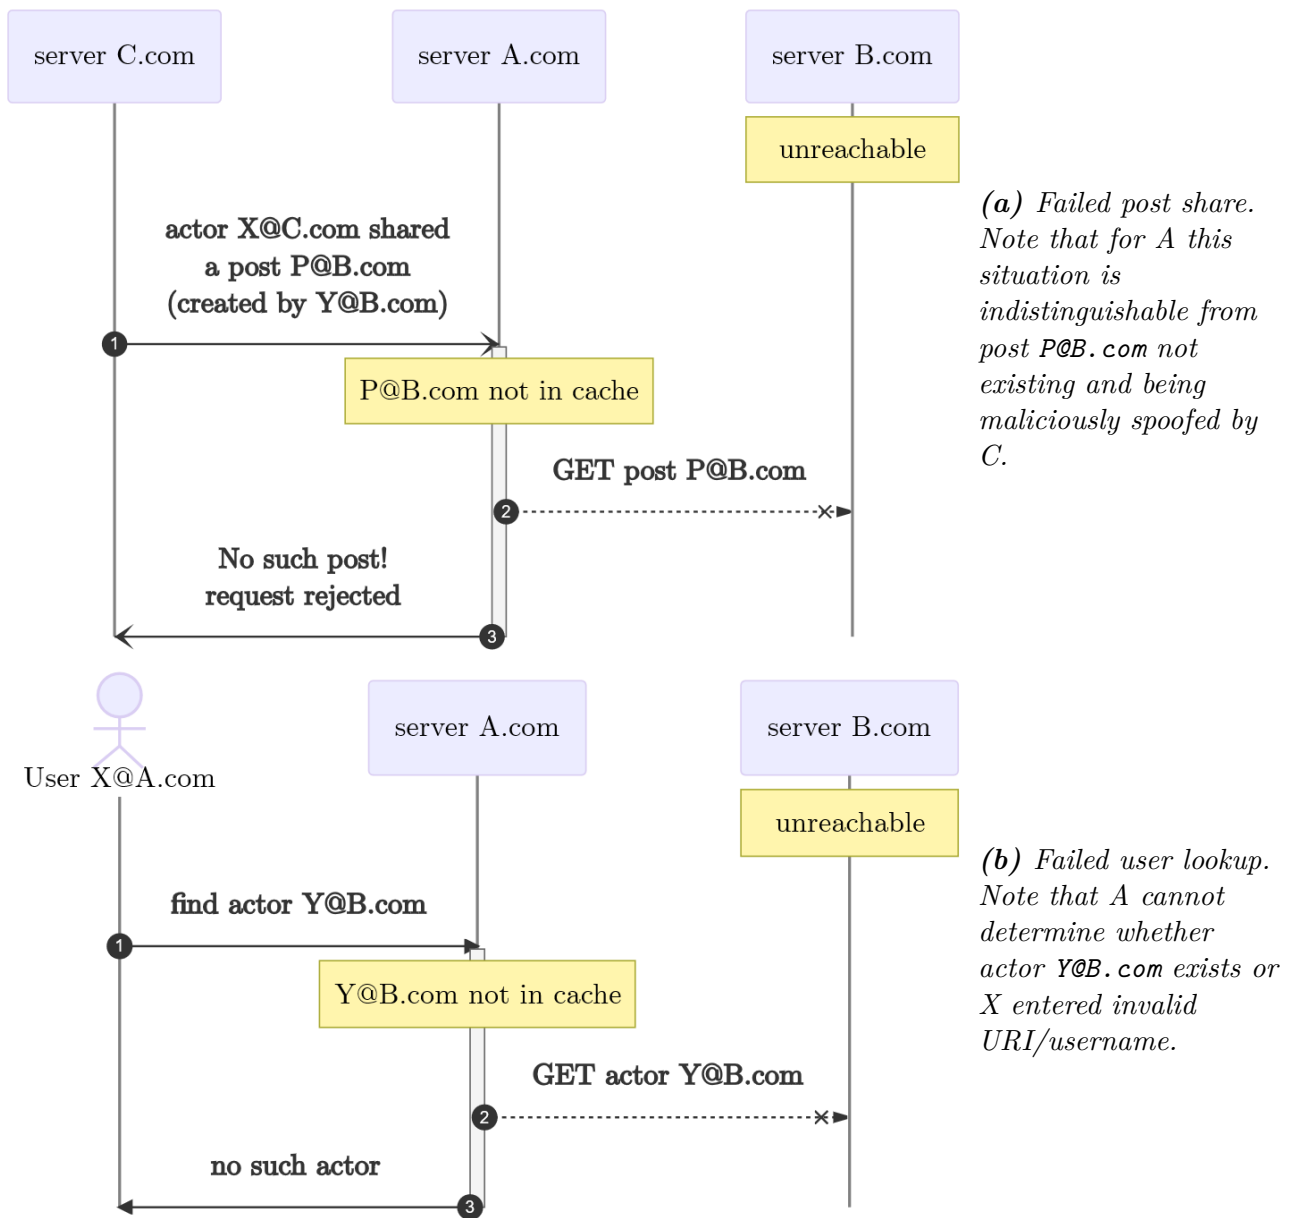 server C.com
server A.com
server B.com
unreachable
actor X@C.com shared
a post P@B.com
(created by Y@B.com)
1
P@B.com not in cache
GET post P@B.com
2
No such post!
request rejected
3
(a) Failed post share.
Note that for A this
situation is
indistinguishable from
post P@B.com not
existing and being
maliciously spoofed by
C.
User X@A.com
server A.com
server B.com
unreachable
find actor Y@B.com
1
Y@B.com not in cache
GET actor Y@B.com
2
no such actor
3
(b) Failed user lookup.
Note that A cannot
determine whether
actor Y@B.com exists or
X entered invalid
URI/username.